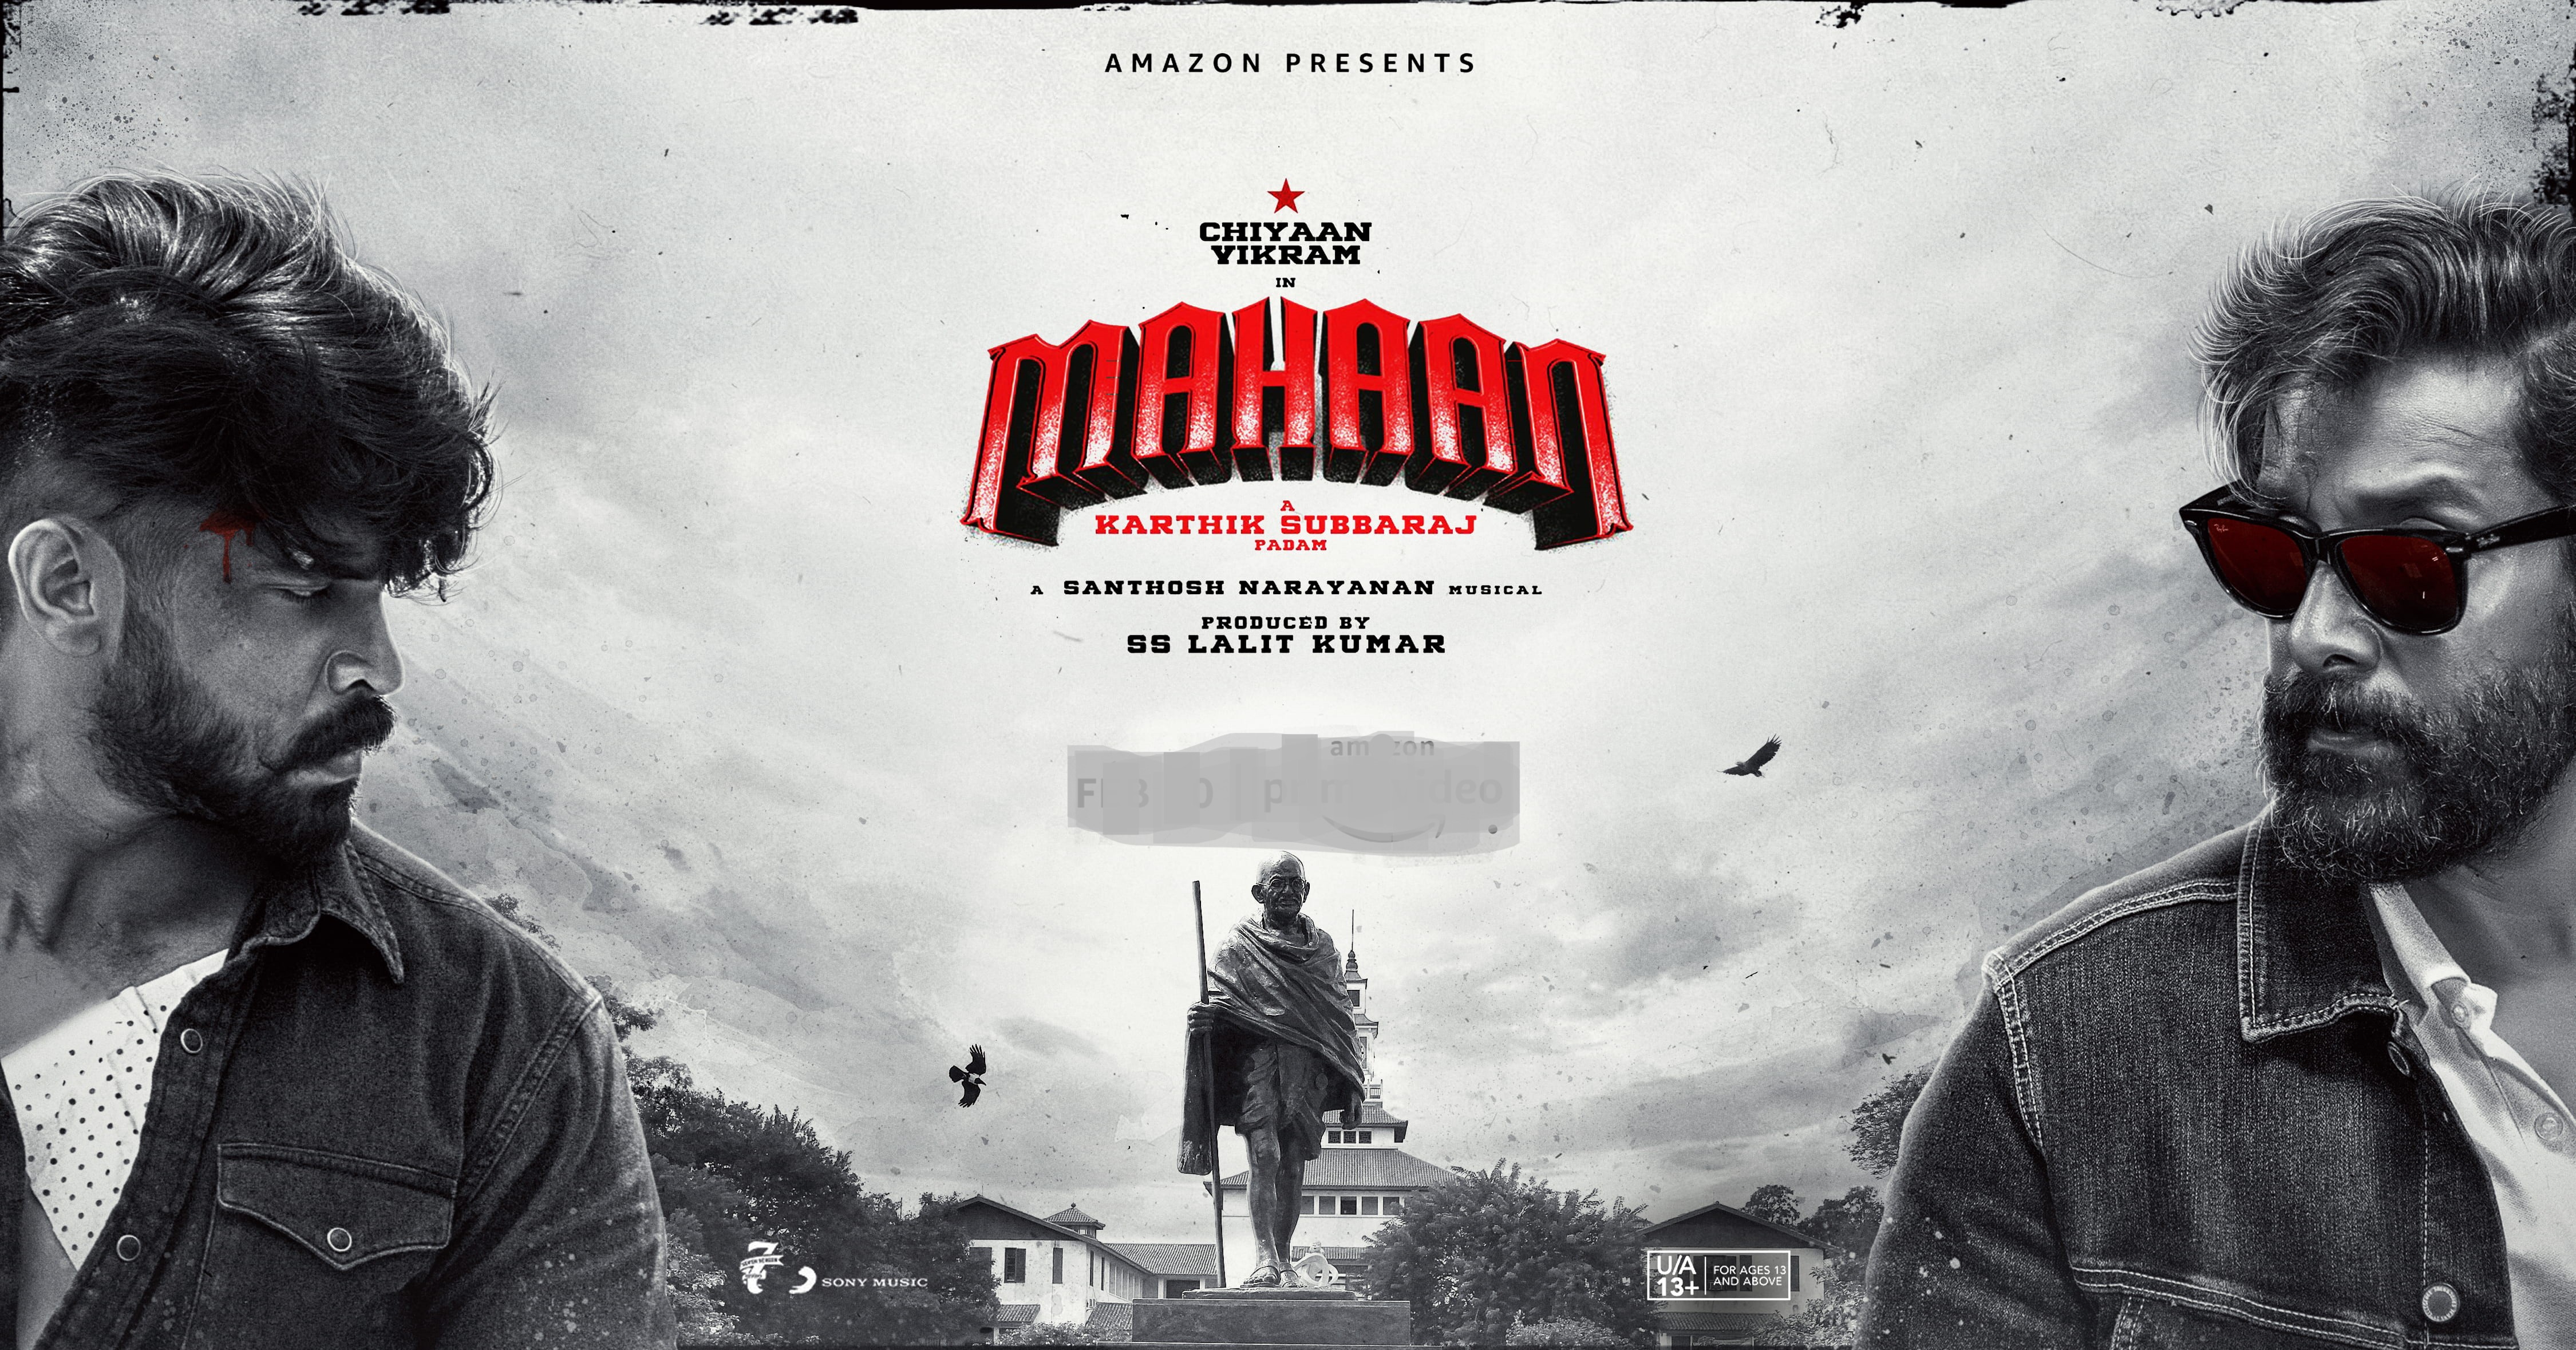 AMAZON PRESENTS
CHIYAAN
VIKRAM
IN
MAHAAN
A
KARTHIK SUBBARAJ
PADAM
A SANTHOSH NARAYANAN MUSICAL
PRODUCED BY
SS LALIT KUMAR
7
SONY MUSIC
U/A
13+
FOR AGES 13
AND ABOVE